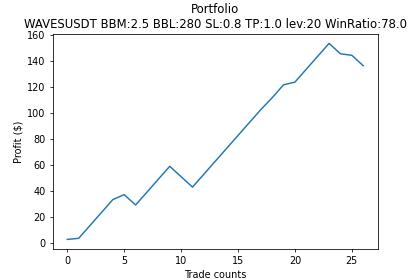 Portfolio
WAVESUSDT BBM:2.5 BBL:280 SL:0.8 TP:1.0 lev:20 WinRatio:78.0
160
140
120
100
80
60
40
20
0
Profit ($)
0 5 10 15 20 25
Trade counts